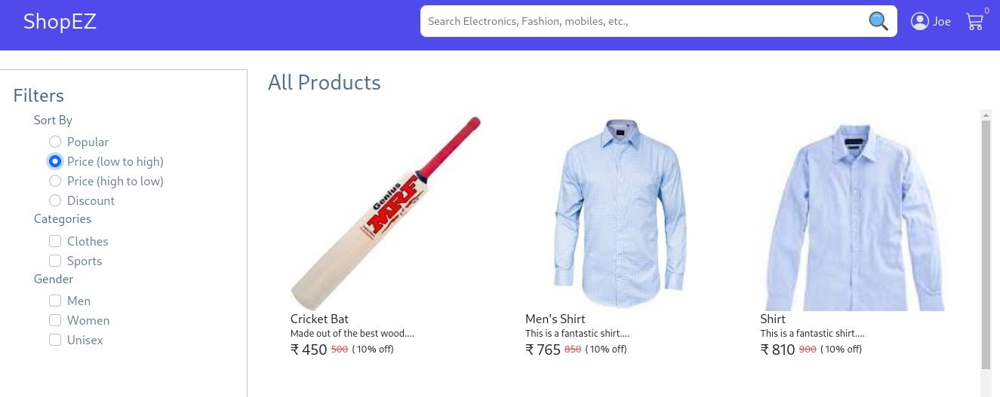 ShopEZ
Search Electronics, Fashion, mobiles, etc.,
Joe
0
Filters
Sort By
Popular
Price (low to high)
Price (high to low)
Discount
Categories
Clothes
Sports
Gender
Men
Women
Unisex
All Products
Genius
MRF
Cricket Bat
Made out of the best wood....
₹ 450 500 ( 10% off)
Men's Shirt
This is a fantastic shirt....
₹ 765 850 ( 10% off)
Shirt
This is a fantastic shirt....
₹ 810 900 ( 10% off)